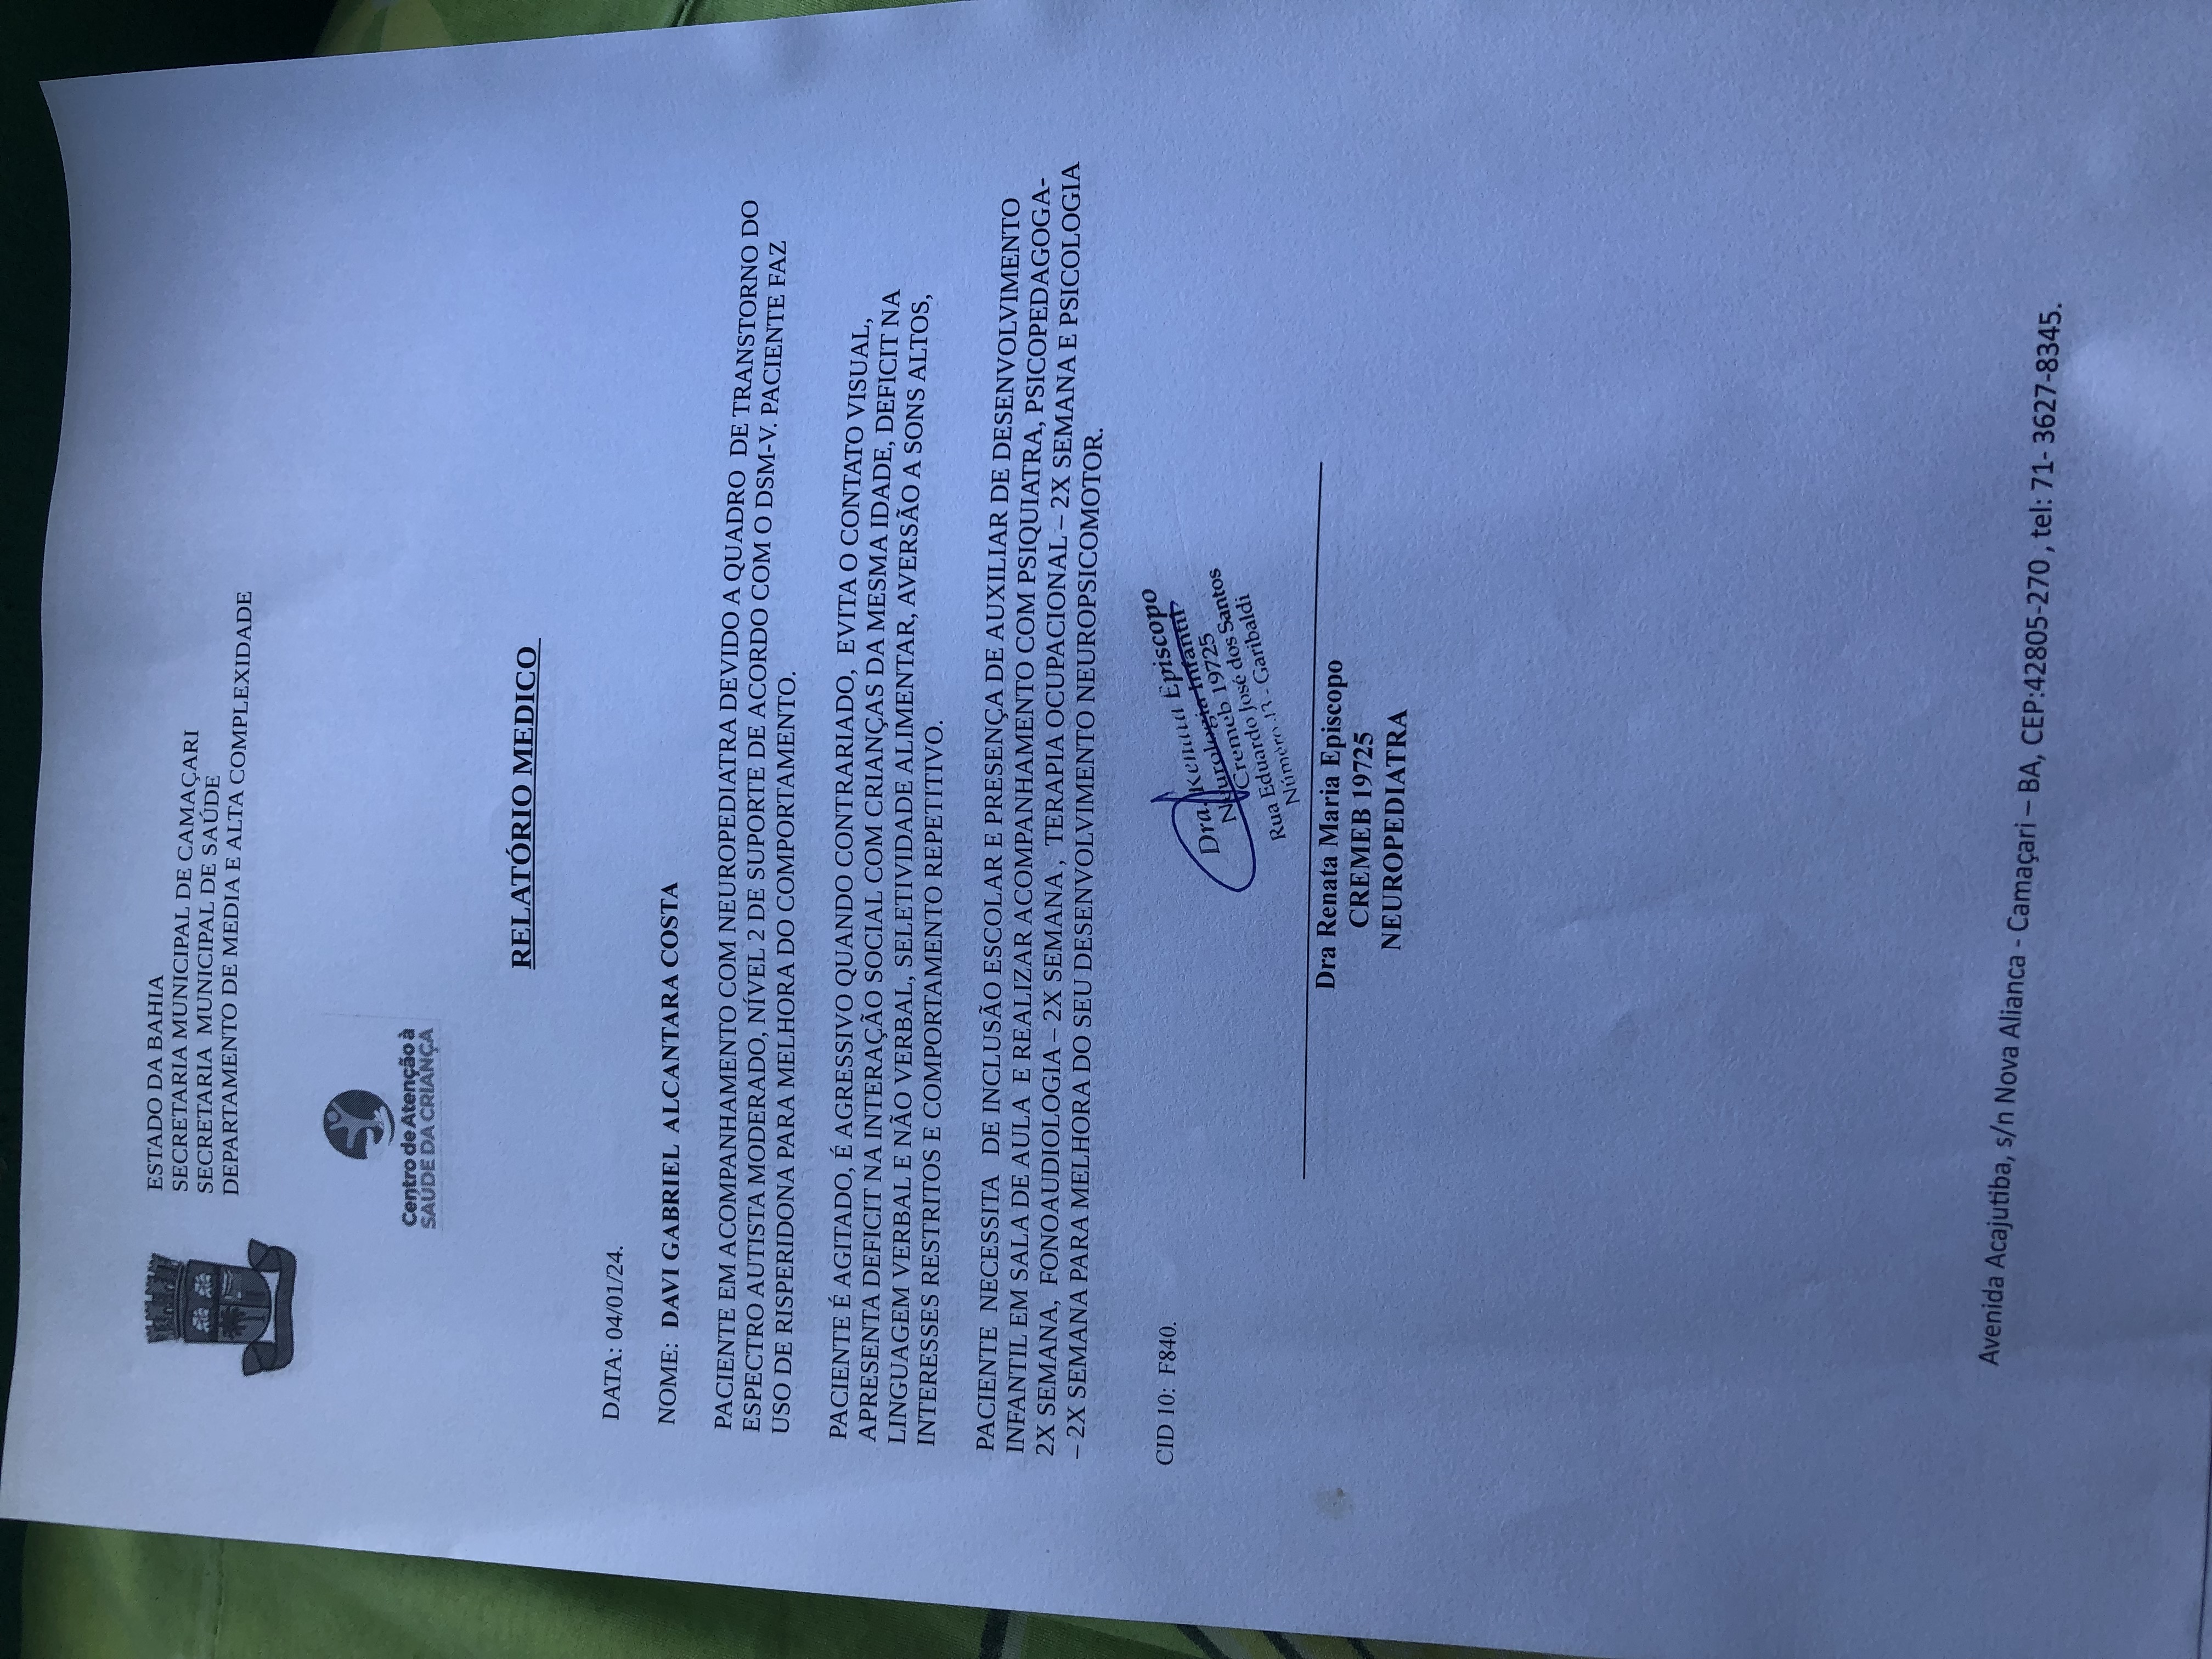 ESTADO DA BAHIA
SECRETARIA MUNICIPAL DE CAMAÇARI
SECRETARIA MUNICIPAL DE SAÚDE
DEPARTAMENTO DE MEDIA E ALTA COMPLEXIDADE
Centro de Atenção à
SAÚDE DA CRIANÇA
RELATÓRIO MEDICO
DATA: 04/01/24.
NOME: DAVI GABRIEL ALCANTARA COSTA
PACIENTE EM ACOMPANHAMENTO COM NEUROPEDIATRA DEVIDO A QUADRO DE TRANSTORNO DO
ESPECTRO AUTISTA MODERADO, NÍVEL 2 DE SUPORTE DE ACORDO COM O DSM-V. PACIENTE FAZ
USO DE RISPERIDONA PARA MELHORA DO COMPORTAMENTO.
PACIENTE É AGITADO, É AGRESSIVO QUANDO CONTRARIADO, EVITA O CONTATO VISUAL,
APRESENTA DEFICIT NA INTERAÇÃO SOCIAL COM CRIANÇAS DA MESMA IDADE, DEFICIT NA
LINGUAGEM VERBAL E NÃO VERBAL, SELETIVIDADE ALIMENTAR, AVERSÃO A SONS ALTOS,
INTERESSES RESTRITOS E COMPORTAMENTO REPETITIVO.
PACIENTE NECESSITA DE INCLUSÃO ESCOLAR E PRESENÇA DE AUXILIAR DE DESENVOLVIMENTO
INFANTIL EM SALA DE AULA E REALIZAR ACOMPANHAMENTO COM PSIQUIATRA, PSICOPEDAGOGA-
2X SEMANA, FONOAUDIOLOGIA – 2X SEMANA , TERAPIA OCUPACIONAL – 2X SEMANA E PSICOLOGIA
– 2X SEMANA PARA MELHORA DO SEU DESENVOLVIMENTO NEUROPSICOMOTOR.
CID 10: F840.
Dra. Renata Episcopo
Neurologia Infantil
Cremeb 19725
Rua Eduardo José dos Santos
Número - Garibaldi
Dra Renata Maria Episcopo
CREMEB 19725
NEUROPEDIATRA
Avenida Acajutiba, s/n Nova Alianca - Camaçari – BA, CEP:42805-270 , tel: 71- 3627-8345.